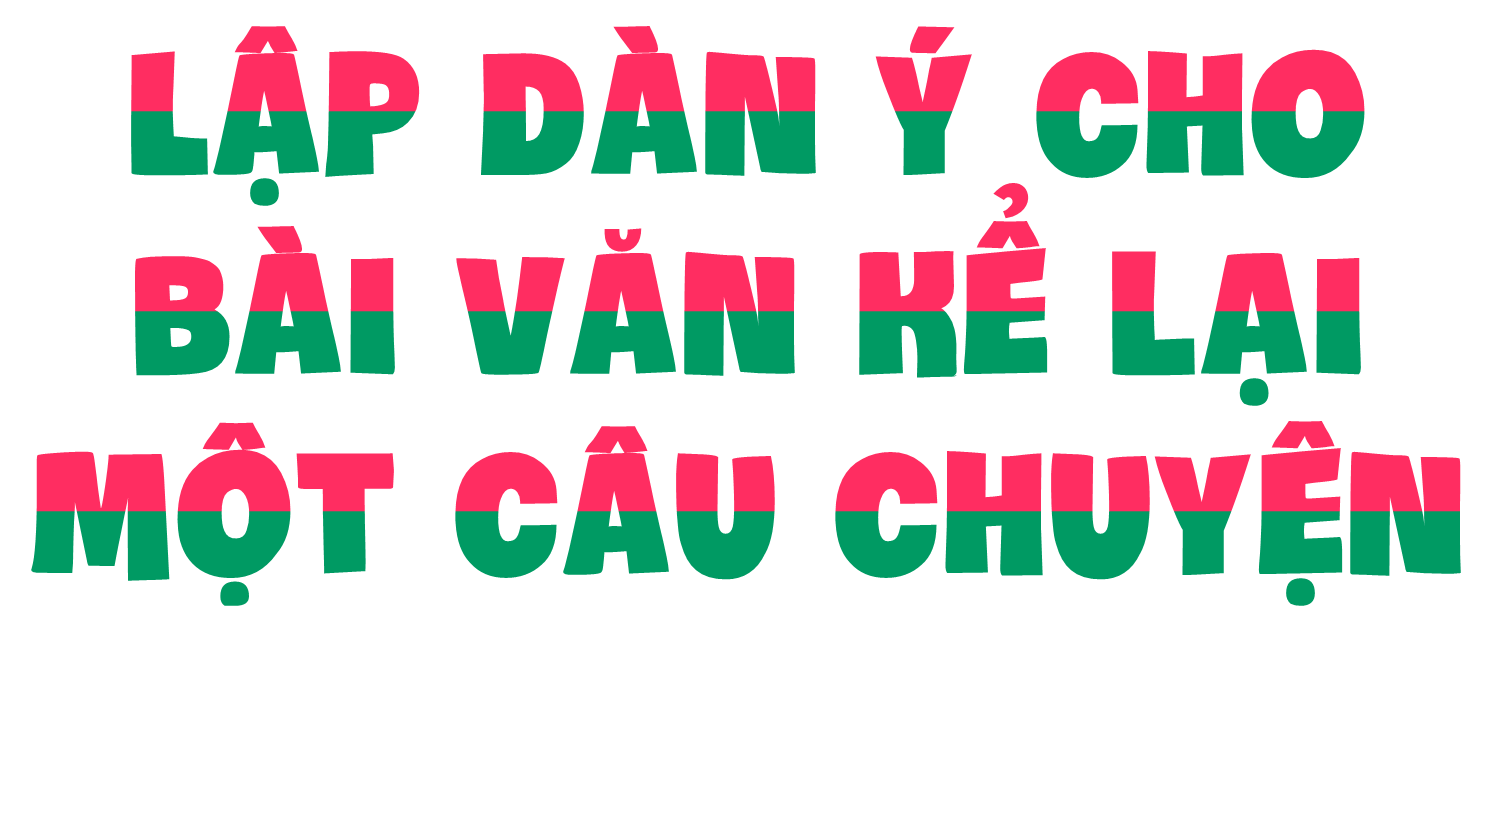 LẬP DÀN Ý CHO
BÀI VĂN KỂ LẠI
MỘT CÂU CHUYỆN